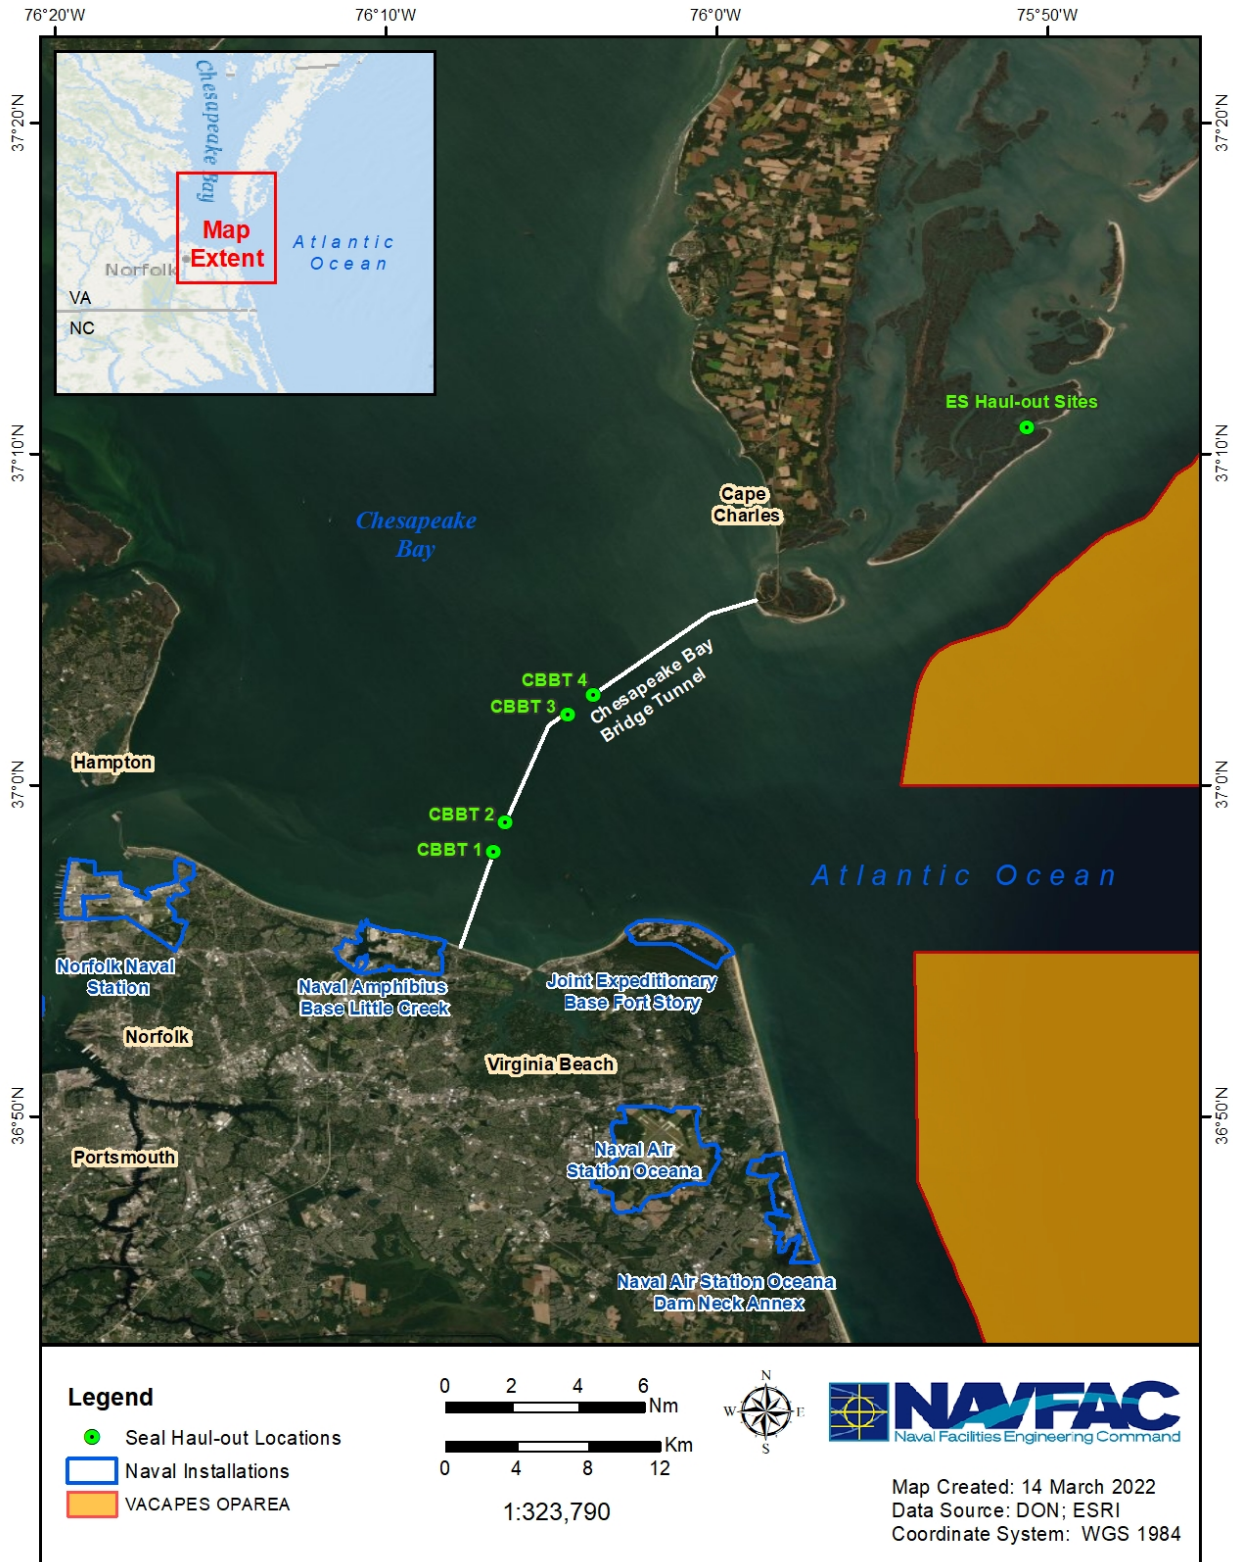 76°20'W
76°10'W
76°0'W
75°50'W
37°20'N
37°20'N
Chesapeake Bay
Map
Extent
Atlantic
Ocean
Norfolk
VA
NC
ES Haul-out Sites
37°10'N
37°10'N
Cape
Charles
Chesapeake
Bay
CBBT 4
CBBT 3
Chesapeake Bay
Bridge Tunnel
Hampton
37°0'N
37°0'N
CBBT 2
CBBT 1
Atlantic Ocean
Norfolk Naval
Station
Naval Amphibius
Base Little Creek
Joint Expeditionary
Base Fort Story
Norfolk
Virginia Beach
36°50'N
36°50'N
Portsmouth
Naval Air
Station Oceana
Naval Air Station Oceana
Dam Neck Annex
Legend
Seal Haul-out Locations
Naval Installations
VACAPES OPAREA
0 2 4 6
Nm
Km
0 4 8 12
1:323,790
N
W E
S
NAVFAC
Naval Facilities Engineering Command
Map Created: 14 March 2022
Data Source: DON; ESRI
Coordinate System: WGS 1984